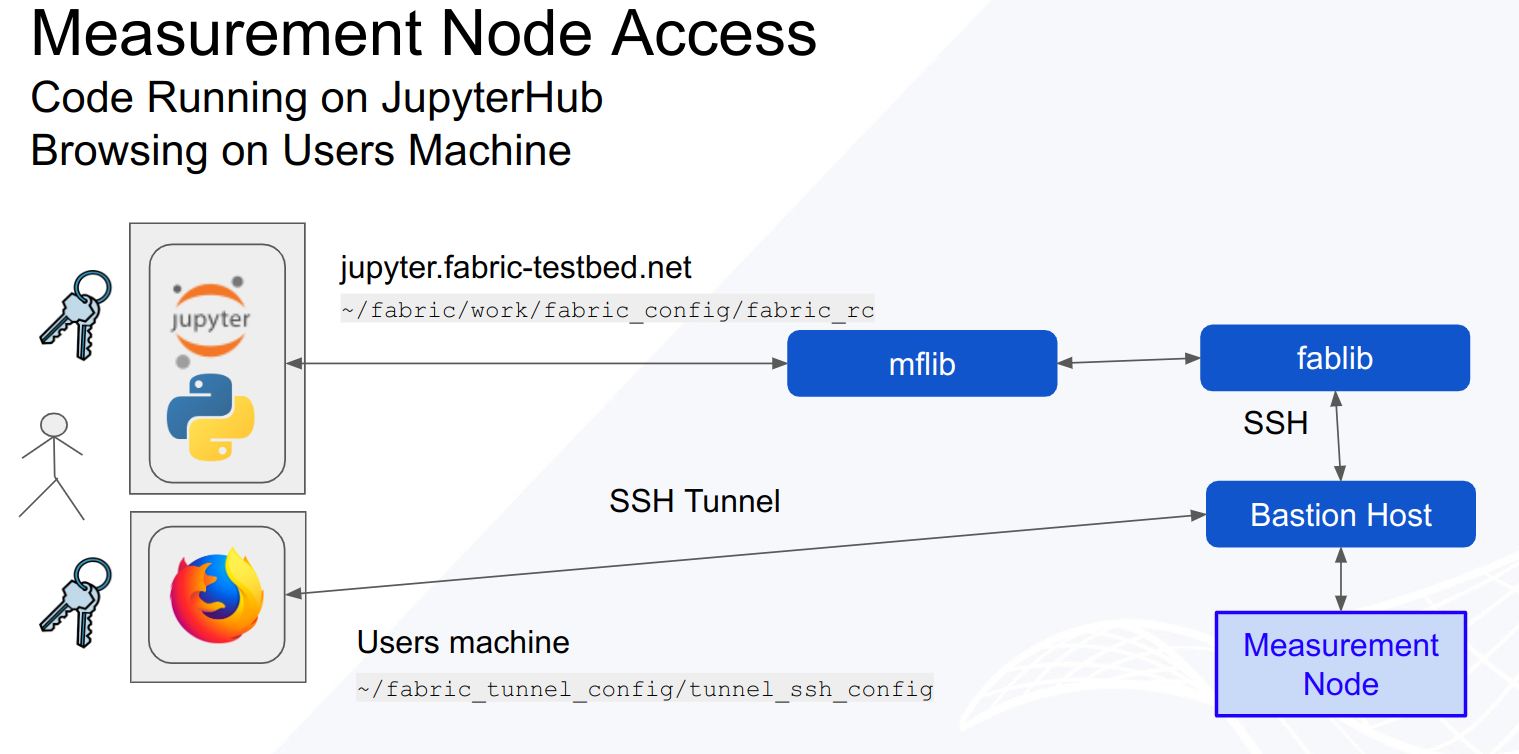 Measurement Node Access
Code Running on JupyterHub
Browsing on Users Machine
jupyter.fabric-testbed.net
~/fabric/work/fabric_config/fabric_rc
jupyter
mflib
fablib
SSH
SSH Tunnel
Bastion Host
Users machine
~/fabric_tunnel_config/tunnel_ssh_config
Measurement
Node